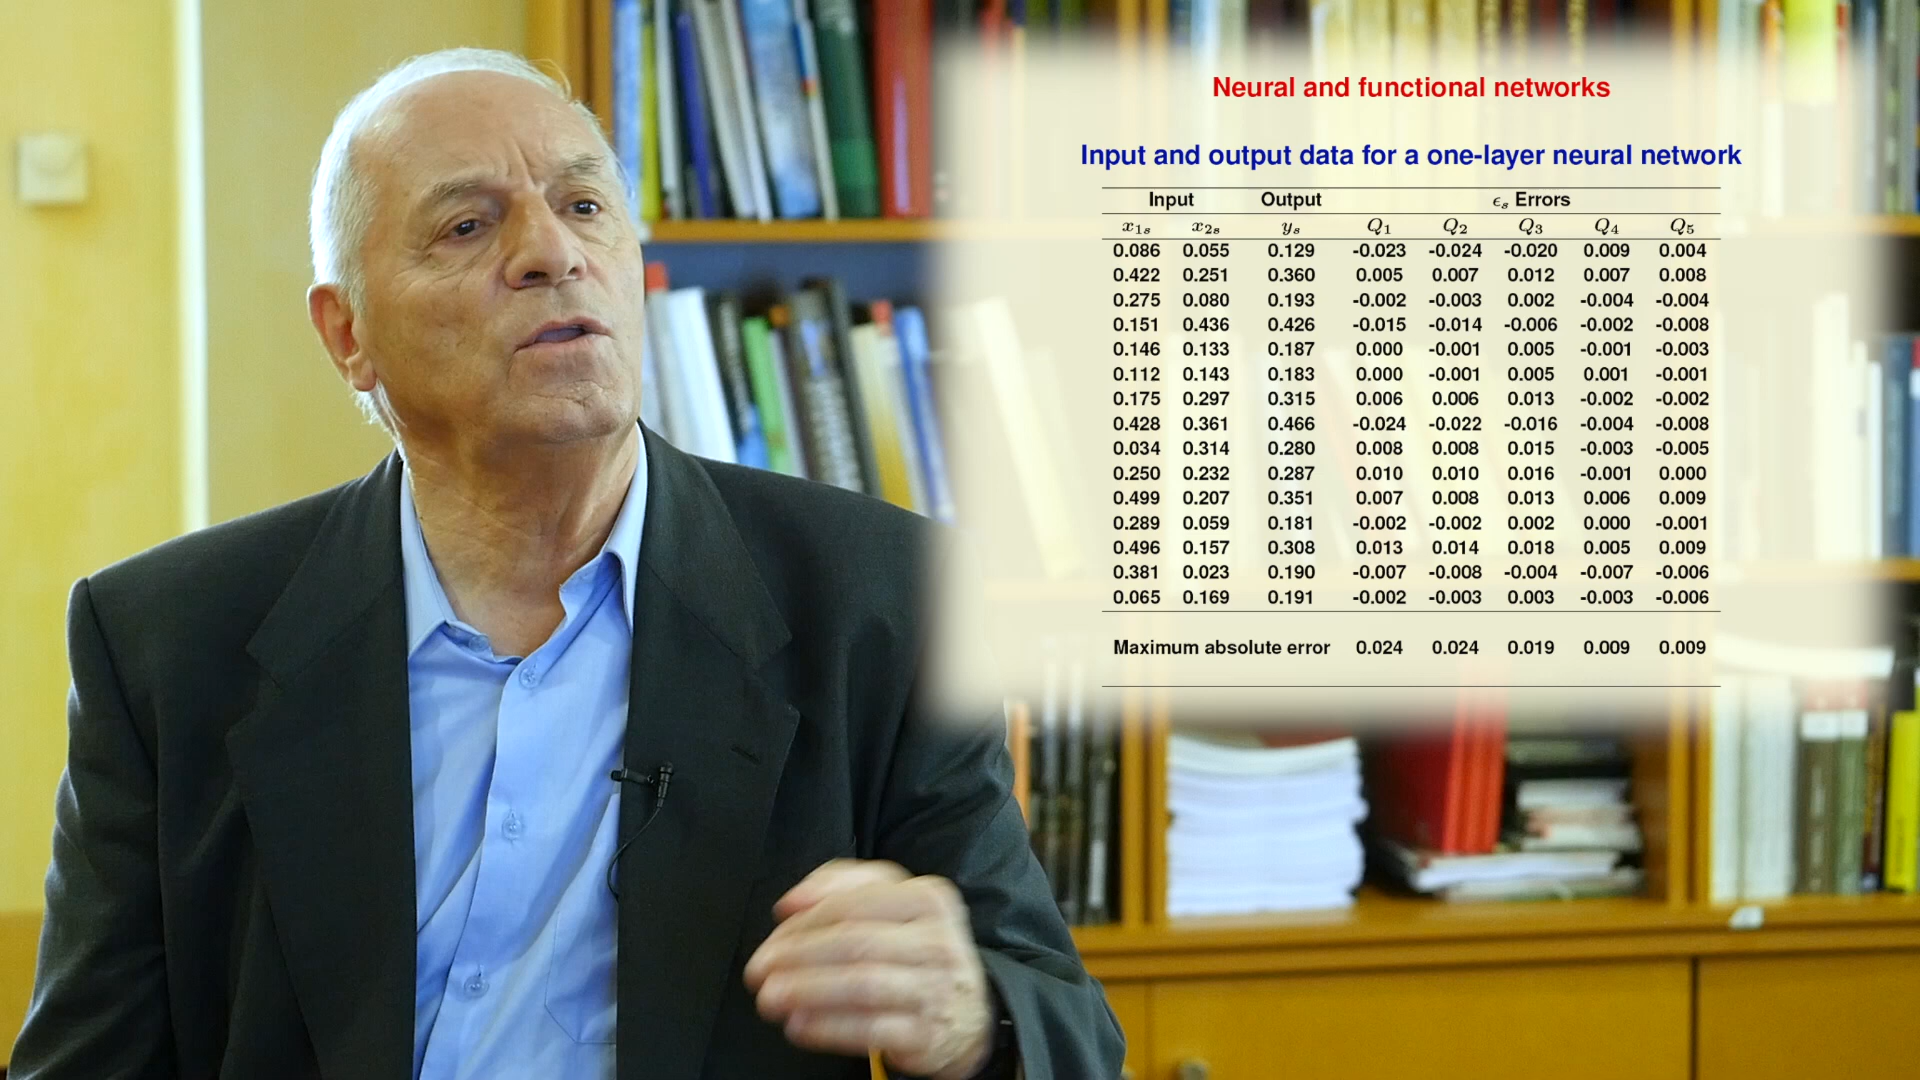 Neural and functional networks
Input and output data for a one-layer neural network
Input Output ϵs Errors
x1s x2s ys Q1 Q2 Q3 Q4 Q5
0.086 0.055 0.129 -0.023 -0.024 -0.020 0.009 0.004
0.422 0.251 0.360 0.005 0.007 0.012 0.007 0.008
0.275 0.080 0.193 -0.002 -0.003 0.002 -0.004 -0.004
0.151 0.436 0.426 -0.015 -0.014 -0.006 -0.002 -0.008
0.146 0.133 0.187 0.000 -0.001 0.005 -0.001 -0.003
0.112 0.143 0.183 0.000 -0.001 0.005 0.001 -0.001
0.175 0.297 0.315 0.006 0.006 0.013 -0.002 -0.002
0.428 0.361 0.466 -0.024 -0.022 -0.016 -0.004 -0.008
0.034 0.314 0.280 0.008 0.008 0.015 -0.003 -0.005
0.250 0.232 0.287 0.010 0.010 0.016 -0.001 0.000
0.499 0.207 0.351 0.007 0.008 0.013 0.006 0.009
0.289 0.059 0.181 -0.002 -0.002 0.002 0.000 -0.001
0.496 0.157 0.308 0.013 0.014 0.018 0.005 0.009
0.381 0.023 0.190 -0.007 -0.008 -0.004 -0.007 -0.006
0.065 0.169 0.191 -0.002 -0.003 0.003 -0.003 -0.006
Maximum absolute error 0.024 0.024 0.019 0.009 0.009